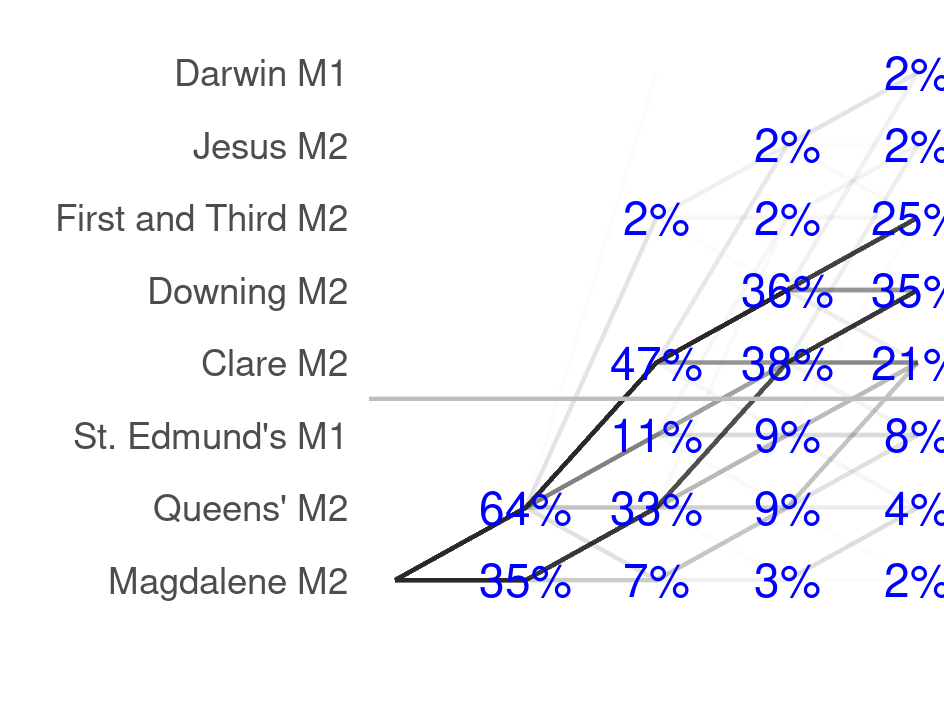 Darwin M1 2%
Jesus M2 2% 2%
First and Third M2 2% 2% 25%
Downing M2 36% 35%
Clare M2 47% 38% 21%
St. Edmund's M1 11% 9% 8%
Queens' M2 64% 33% 9% 4%
Magdalene M2 35% 7% 3% 2%